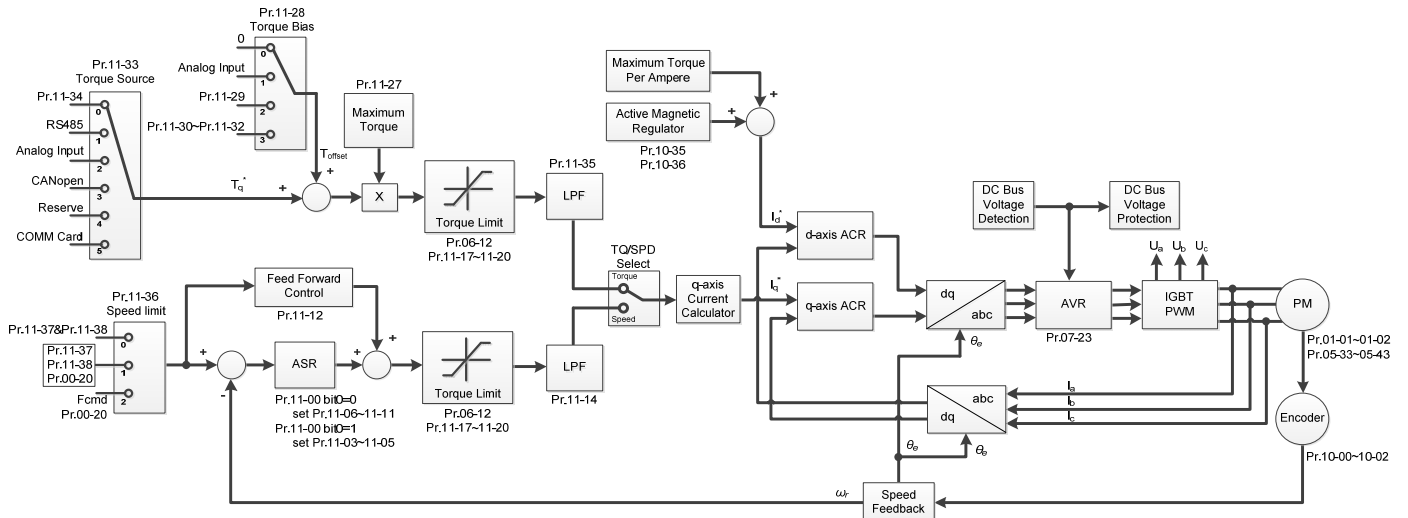 Pr.11-28
Torque Bias
0
0
Analog Input
1
Pr.11-29
2
Pr.11-30~Pr.11-32
3
Pr.11-33
Torque Source
Pr.11-34
0
RS485
1
Analog Input
2
CANopen
3
Reserve
4
COMM Card
5
Tq*
+
Toffset
+
Pr.11-27
Maximum
Torque
X
Torque Limit
Pr.06-12
Pr.11-17~11-20
Pr.11-35
LPF
Maximum Torque
Per Ampere
+
Active Magnetic
Regulator
+
Pr.10-35
Pr.10-36
TQ/SPD
Select
Torque
Speed
q-axis
Current
Calculator
Id*
d-axis ACR
Iq*
q-axis ACR
dq
abc
θe
DC Bus
Voltage
Detection
DC Bus
Voltage
Protection
AVR
Pr.07-23
Ua
Ub
Uc
IGBT
PWM
PM
Pr.01-01~01-02
Pr.05-33~05-43
Encoder
Pr.10-00~10-02
Pr.11-36
Speed limit
Pr.11-37&Pr.11-38
0
Pr.11-37
Pr.11-38
Pr.00-20
1
Fcmd
Pr.00-20
2
+
-
Feed Forward
Control
Pr.11-12
ASR
+
+
Pr.11-00 bit0=0
set Pr.11-06~11-11
Pr.11-00 bit0=1
set Pr.11-03~11-05
Torque Limit
Pr.06-12
Pr.11-17~11-20
LPF
Pr.11-14
abc
dq
Ia
Ib
Ic
θe
θe
ωr
Speed
Feedback